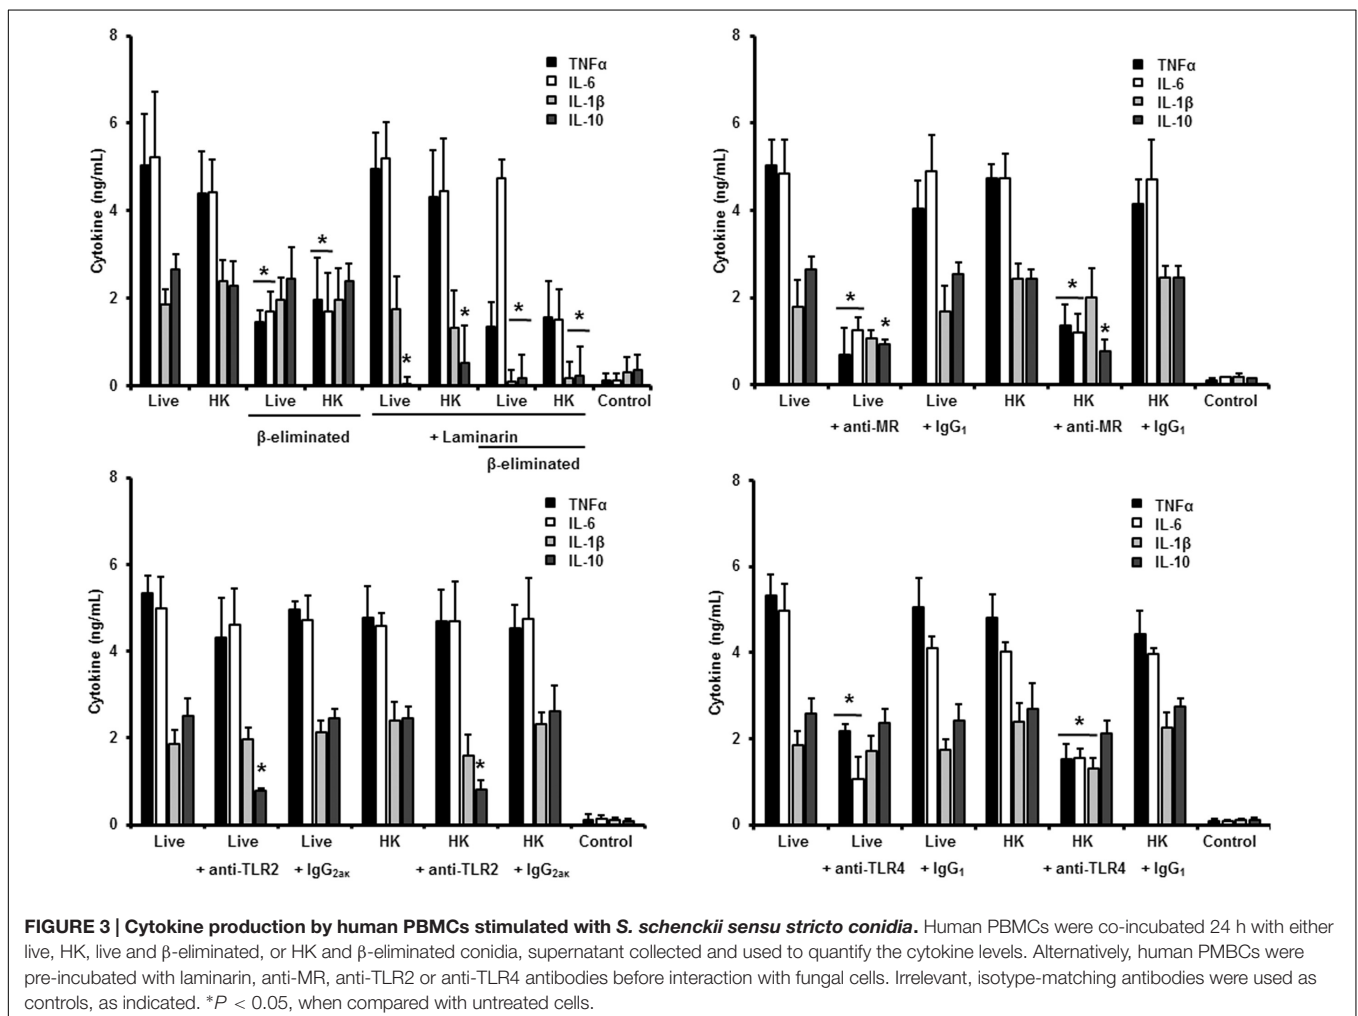 8
6
4
2
0
Cytokine (ng/mL)
TNFα
IL-6
IL-1β
IL-10
* * * * * *
Live HK Live HK Live HK Live HK Control
β-eliminated + Laminarin
β-eliminated
8
6
4
2
0
Cytokine (ng/mL)
TNFα
IL-6
IL-1β
IL-10
* * * *
Live Live Live HK HK HK Control
+ anti-MR + IgG₁ + anti-MR + IgG₁
8
6
4
2
0
Cytokine (ng/mL)
TNFα
IL-6
IL-1β
IL-10
* *
Live Live Live HK HK HK Control
+ anti-TLR2 + IgG₂ₐκ + anti-TLR2 + IgG₂ₐκ
8
6
4
2
0
Cytokine (ng/mL)
TNFα
IL-6
IL-1β
IL-10
* *
Live Live Live HK HK HK Control
+ anti-TLR4 + IgG₁ + anti-TLR4 + IgG₁
FIGURE 3 | Cytokine production by human PBMCs stimulated with S. schenckii sensu stricto conidia. Human PBMCs were co-incubated 24 h with either
live, HK, live and β-eliminated, or HK and β-eliminated conidia, supernatant collected and used to quantify the cytokine levels. Alternatively, human PMBCs were
pre-incubated with laminarin, anti-MR, anti-TLR2 or anti-TLR4 antibodies before interaction with fungal cells. Irrelevant, isotype-matching antibodies were used as
controls, as indicated. *P < 0.05, when compared with untreated cells.